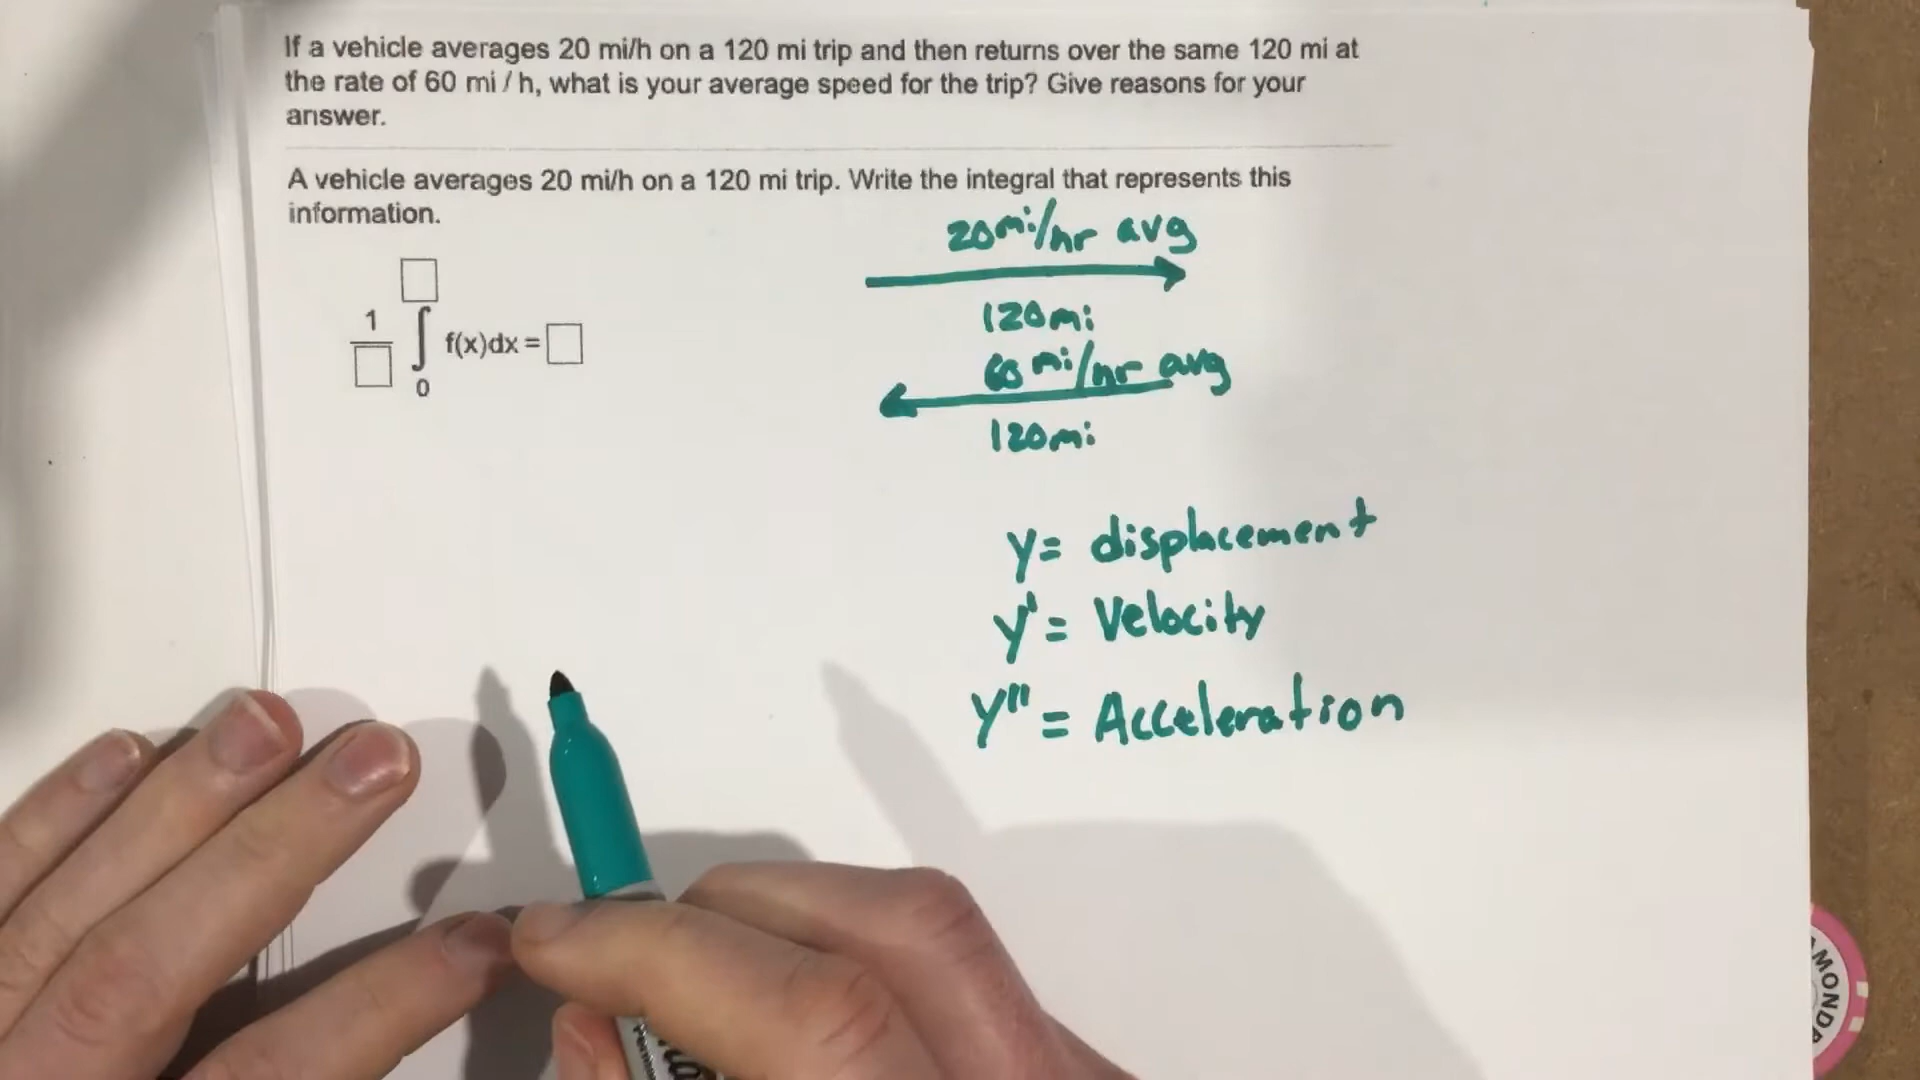 If a vehicle averages 20 mi/h on a 120 mi trip and then returns over the same 120 mi at
the rate of 60 mi / h, what is your average speed for the trip? Give reasons for your
answer.
A vehicle averages 20 mi/h on a 120 mi trip. Write the integral that represents this
information.
20mi/hr avg
120mi
60 mi/hr avg
120mi
1/□ ∫ 0 □ f(x)dx = □
y = displacement
y' = Velocity
y" = Acceleration